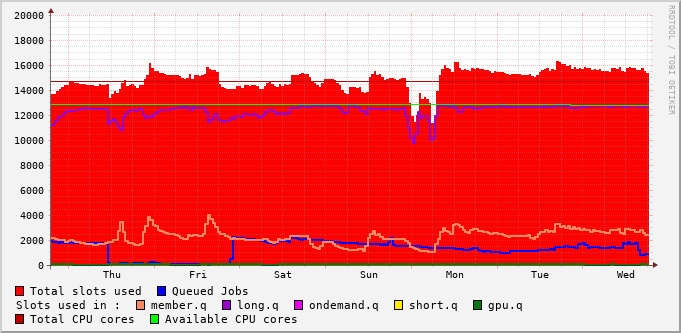 20000
18000
16000
14000
12000
10000
8000
6000
4000
2000
0
Thu Fri Sat Sun Mon Tue Wed
RRDTOOL / TOBI OETIKER
Total slots used Queued Jobs
Slots used in : member.q long.q ondemand.q short.q gpu.q
Total CPU cores Available CPU cores